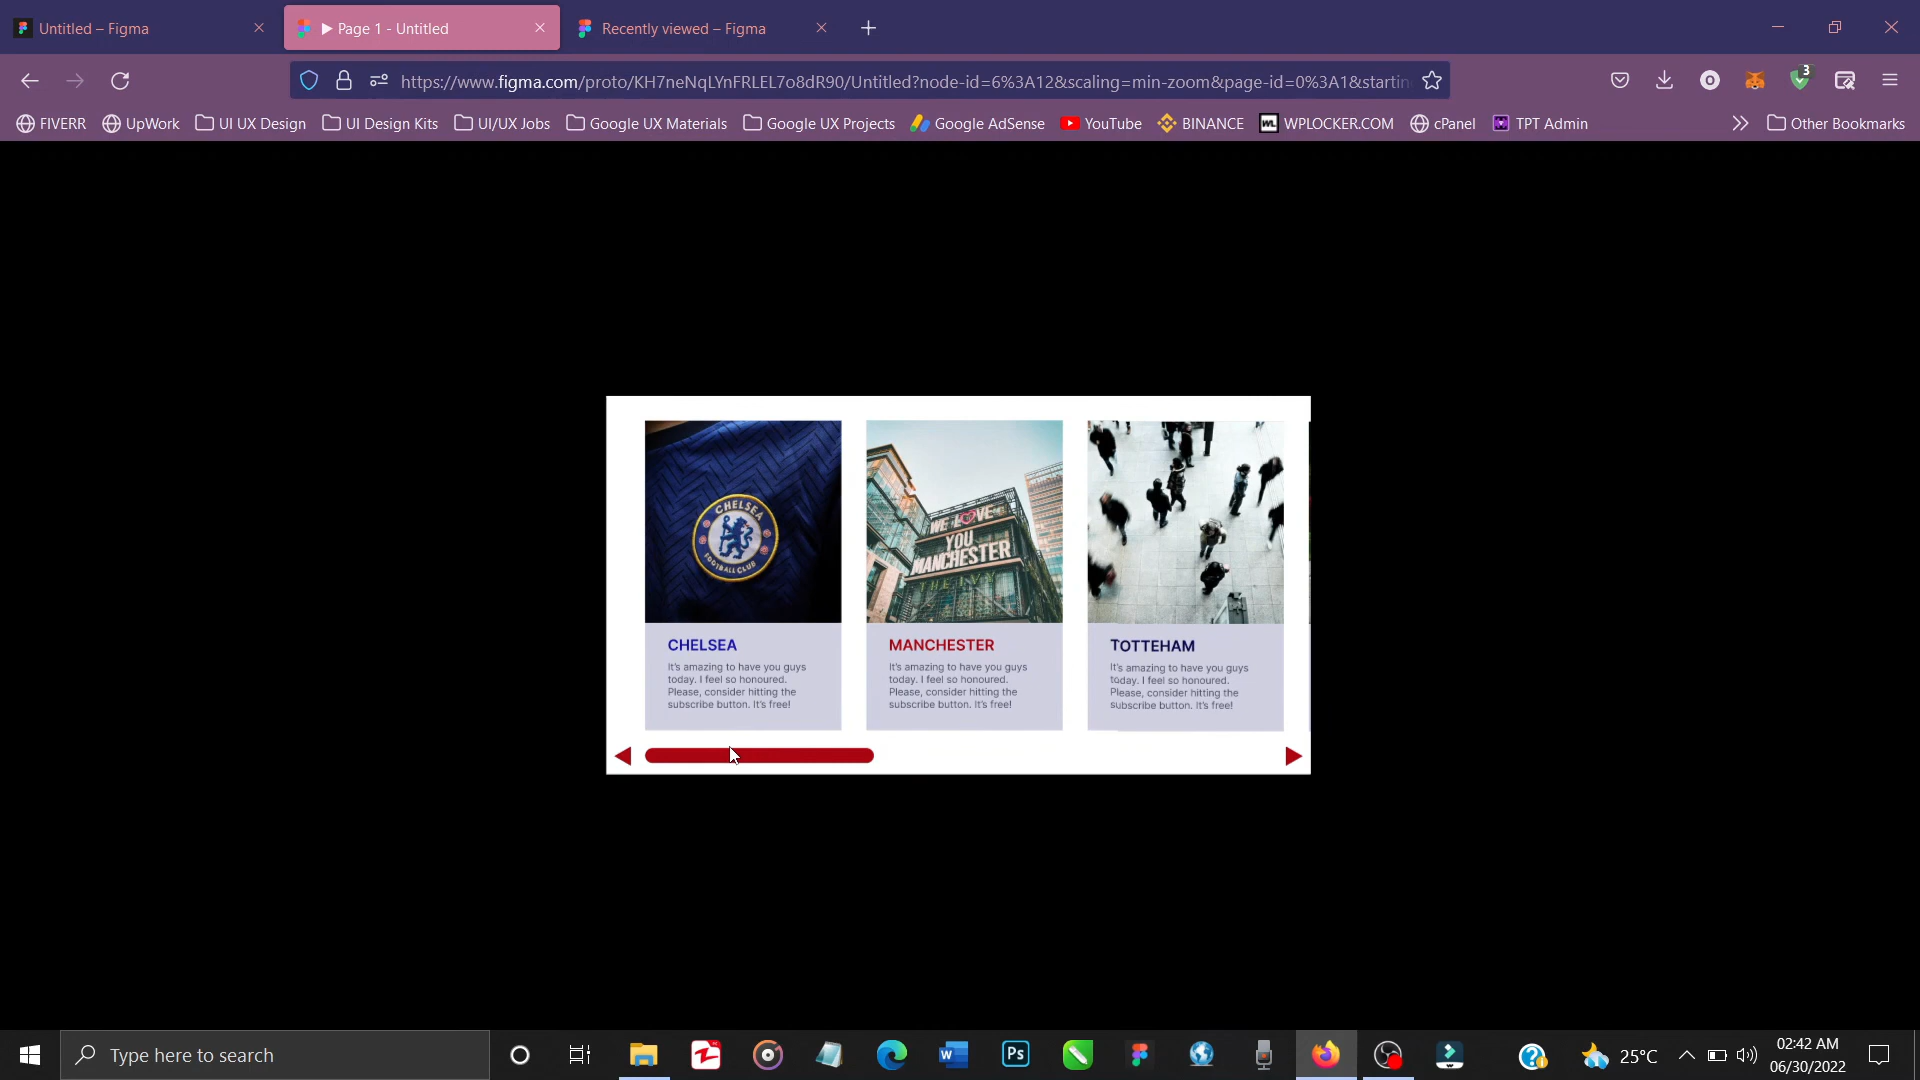 Untitled – Figma
▶ Page 1 - Untitled
Recently viewed – Figma
https://www.figma.com/proto/KH7neNqLYnFRLEL7o8dR90/Untitled?node-id=6%3A12&scaling=min-zoom&page-id=0%3A1&startin
3
FIVERR
UpWork
UI UX Design
UI Design Kits
UI/UX Jobs
Google UX Materials
Google UX Projects
Google AdSense
YouTube
BINANCE
WPLOCKER.COM
cPanel
TPT Admin
Other Bookmarks
CHELSEA
FOOTBALL CLUB
WE LOVE
YOU
MANCHESTER
THE IVY
CHELSEA
It's amazing to have you guys
today. I feel so honoured.
Please, consider hitting the
subscribe button. It's free!
MANCHESTER
It's amazing to have you guys
today. I feel so honoured.
Please, consider hitting the
subscribe button. It's free!
TOTTEHAM
It's amazing to have you guys
today. I feel so honoured.
Please, consider hitting the
subscribe button. It's free!
Type here to search
25°C
02:42 AM
06/30/2022